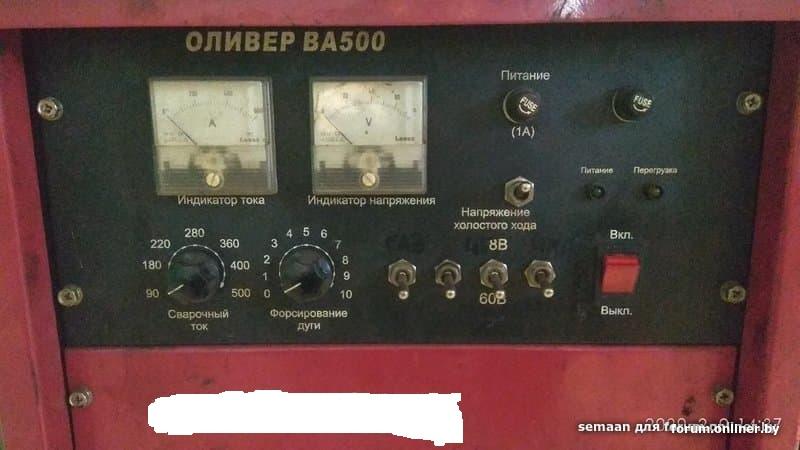 ОЛИВЕР ВА500
Питание
FUSE
FUSE
(1А)
A
V
Индикатор тока
Индикатор напряжения
Питание
Перегрузка
Напряжение
холостого хода
8В
60В
Вкл.
Выкл.
90 180 220 280 360 400 500
Сварочный
ток
0 1 2 3 4 5 6 7 8 9 10
Форсирование
дуги
semaan для forum.onliner.by